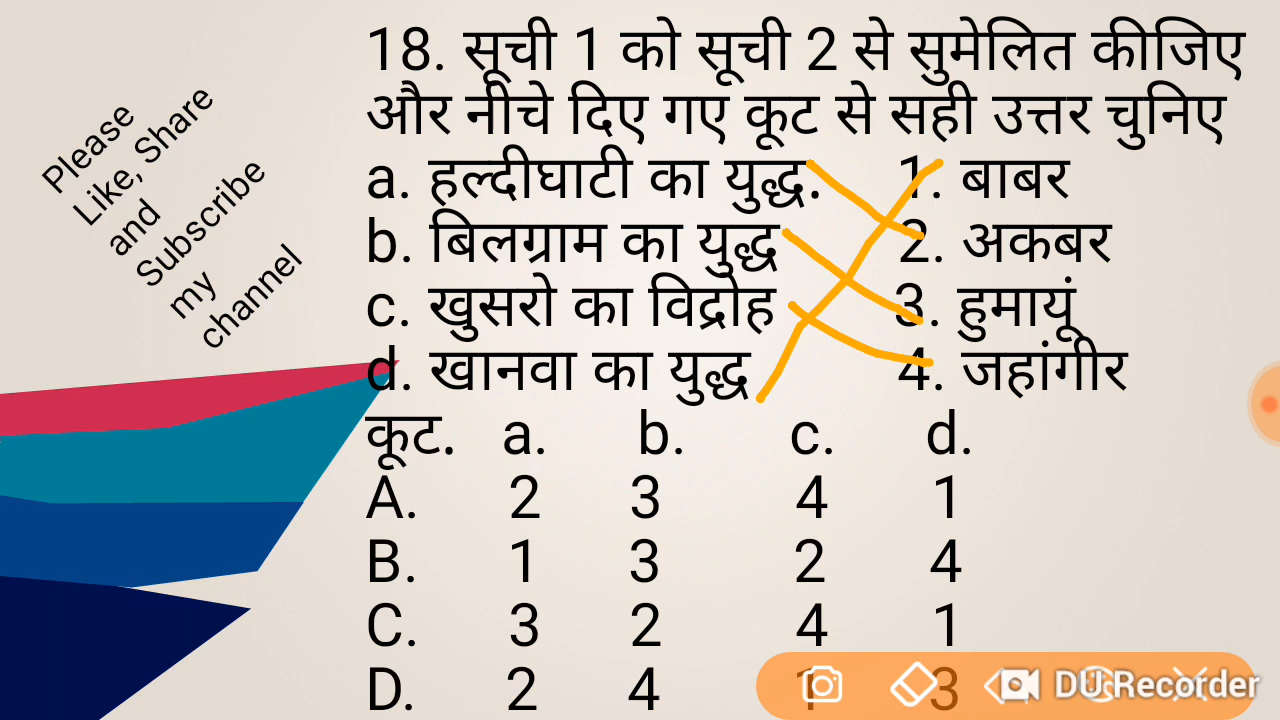 Please
Like, Share
and
Subscribe
my
channel
18. सूची 1 को सूची 2 से सुमेलित कीजिए
और नीचे दिए गए कूट से सही उत्तर चुनिए
a. हल्दीघाटी का युद्ध. 1. बाबर
b. बिलग्राम का युद्ध 2. अकबर
c. खुसरो का विद्रोह 3. हुमायूं
d. खानवा का युद्ध 4. जहांगीर
कूट. a. b. c. d.
A. 2 3 4 1
B. 1 3 2 4
C. 3 2 4 1
D. 2 4 1 3
DU Recorder